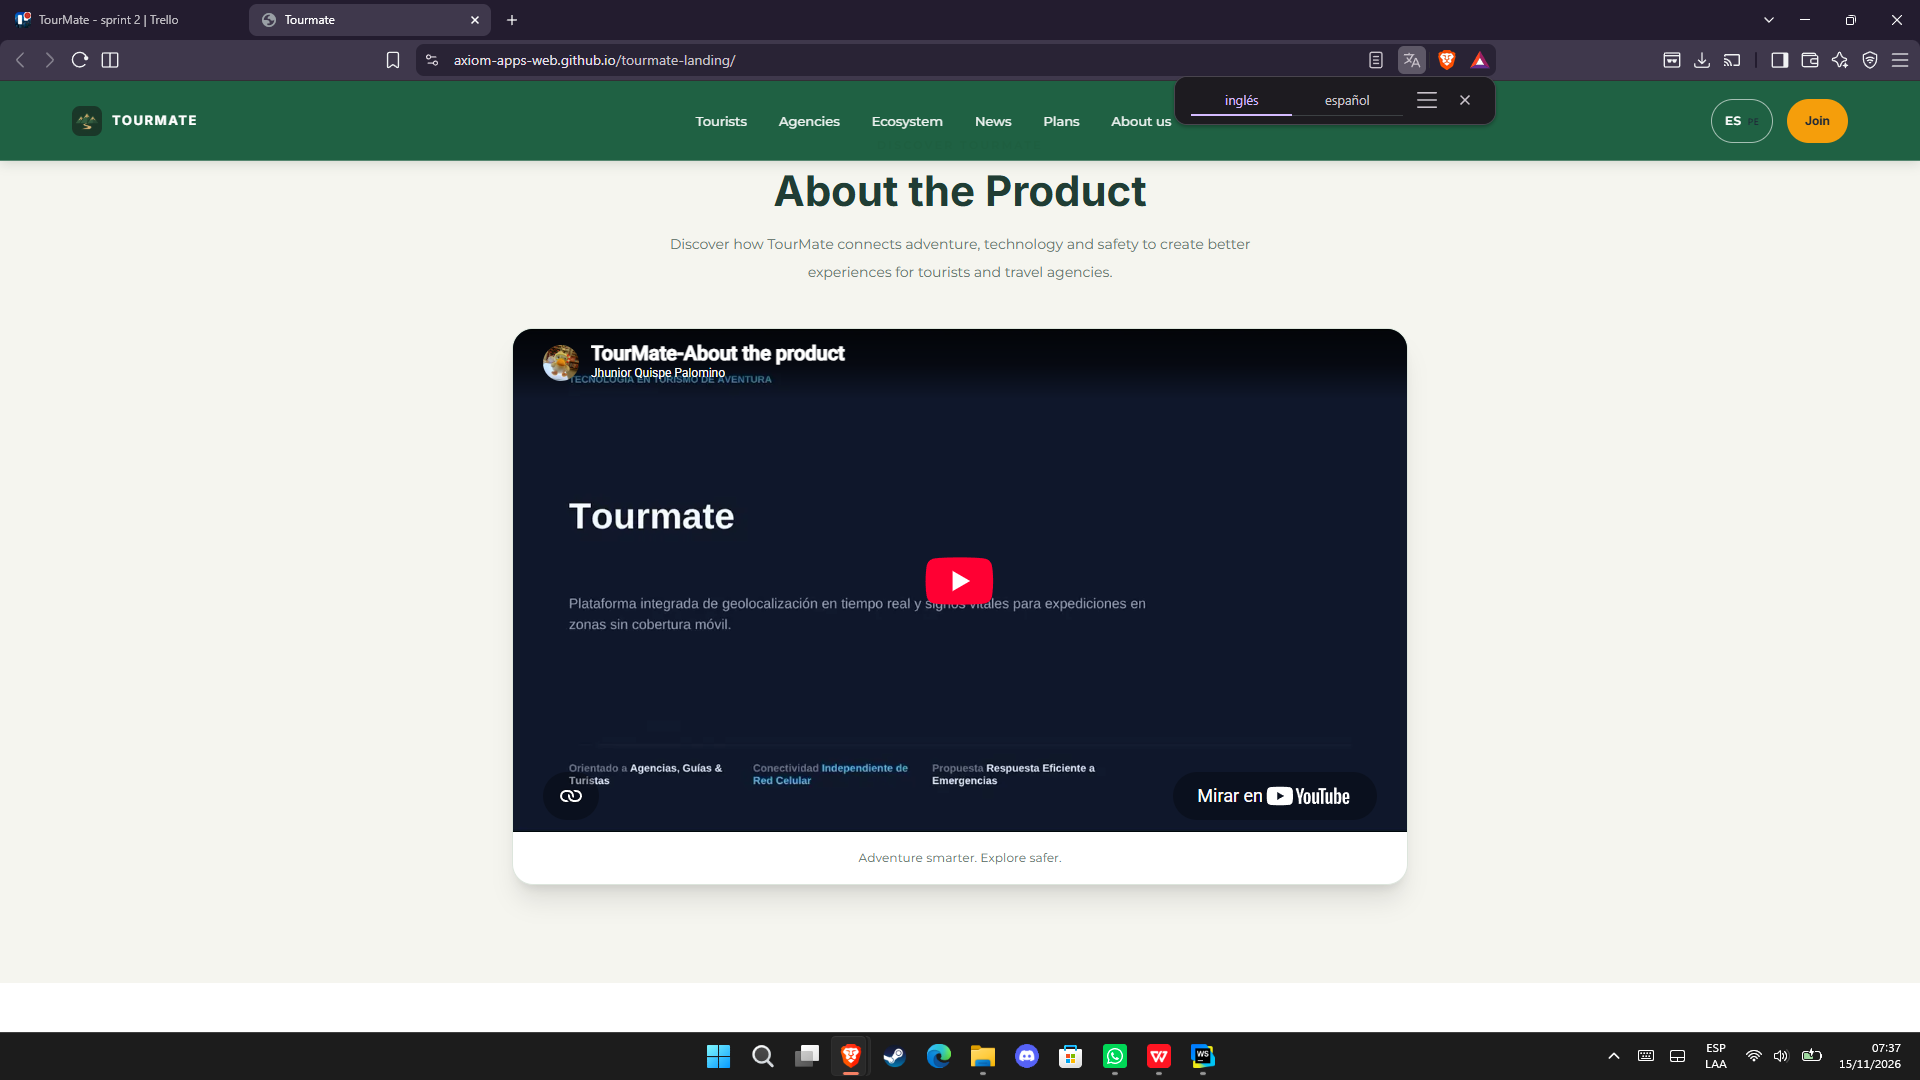 TourMate - sprint 2 | Trello
Tourmate
axiom-apps-web.github.io/tourmate-landing/
inglés
español
TOURMATE
Tourists
Agencies
Ecosystem
News
Plans
About us
ES PE
Join
About the Product
Discover how TourMate connects adventure, technology and safety to create better
experiences for tourists and travel agencies.
TourMate-About the product
Jhunior Quispe Palomino
TECNOLOGÍA EN TURISMO DE AVENTURA
Tourmate
Plataforma integrada de geolocalización en tiempo real y signos vitales para expediciones en
zonas sin cobertura móvil.
Orientado a Agencias, Guías &
Turistas
Conectividad Independiente de
Red Celular
Propuesta Respuesta Eficiente a
Emergencias
Mirar en YouTube
Adventure smarter. Explore safer.
WS
ESP
LAA
07:37
15/11/2026